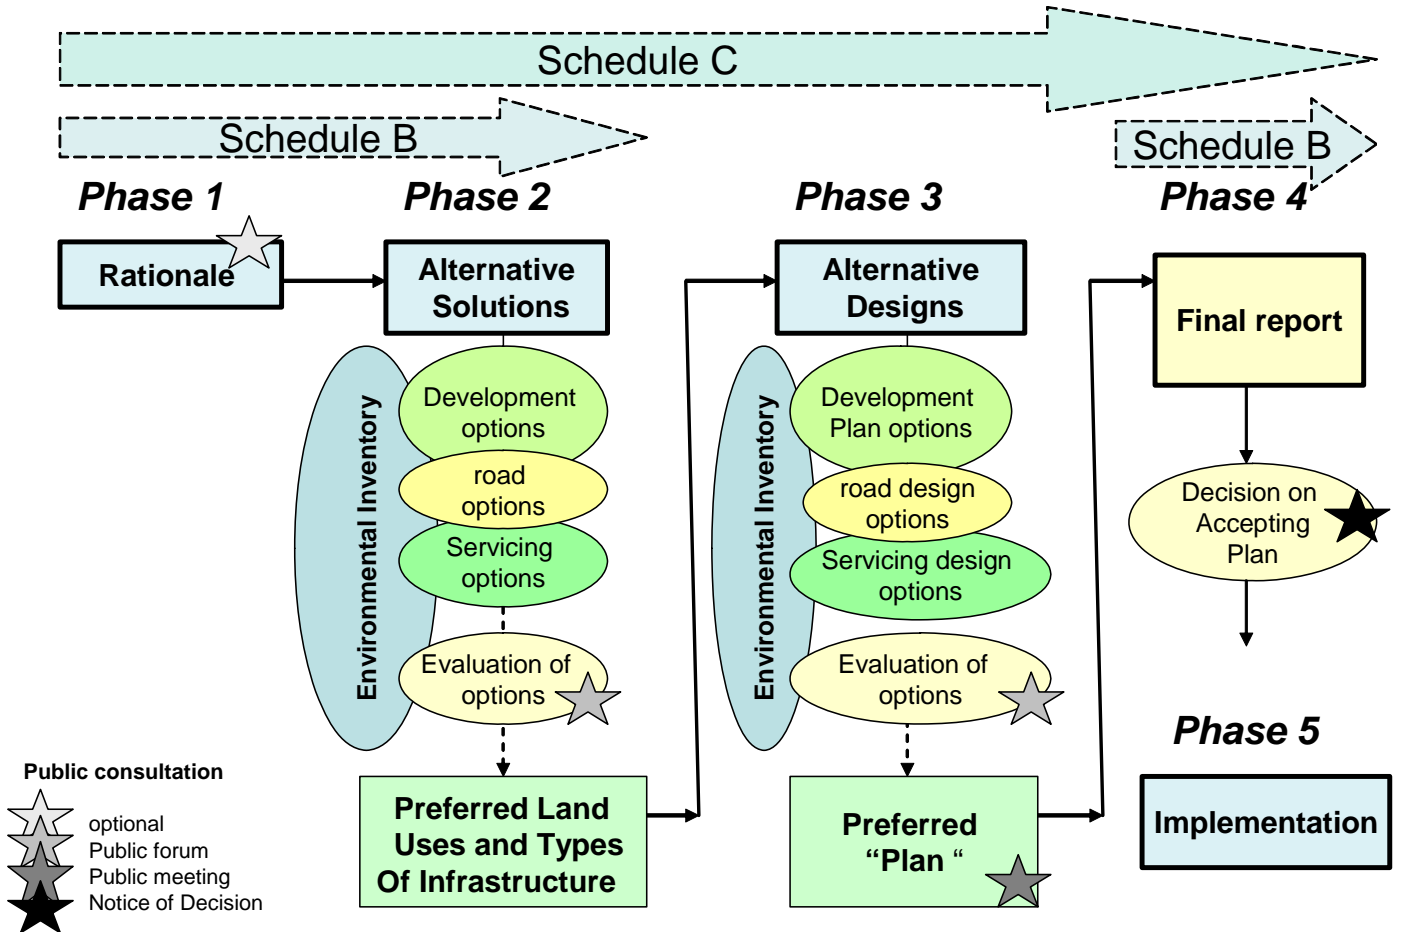 Schedule C
Schedule B
Schedule B
Phase 1
Phase 2
Phase 3
Phase 4
Rationale
Alternative
Solutions
Alternative
Designs
Final report
Environmental Inventory
Development
options
road
options
Servicing
options
Evaluation of
options
Preferred Land
Uses and Types
Of Infrastructure
Environmental Inventory
Development
Plan options
road design
options
Servicing design
options
Evaluation of
options
Preferred
“Plan “
Decision on
Accepting
Plan
Phase 5
Implementation
Public consultation
optional
Public forum
Public meeting
Notice of Decision